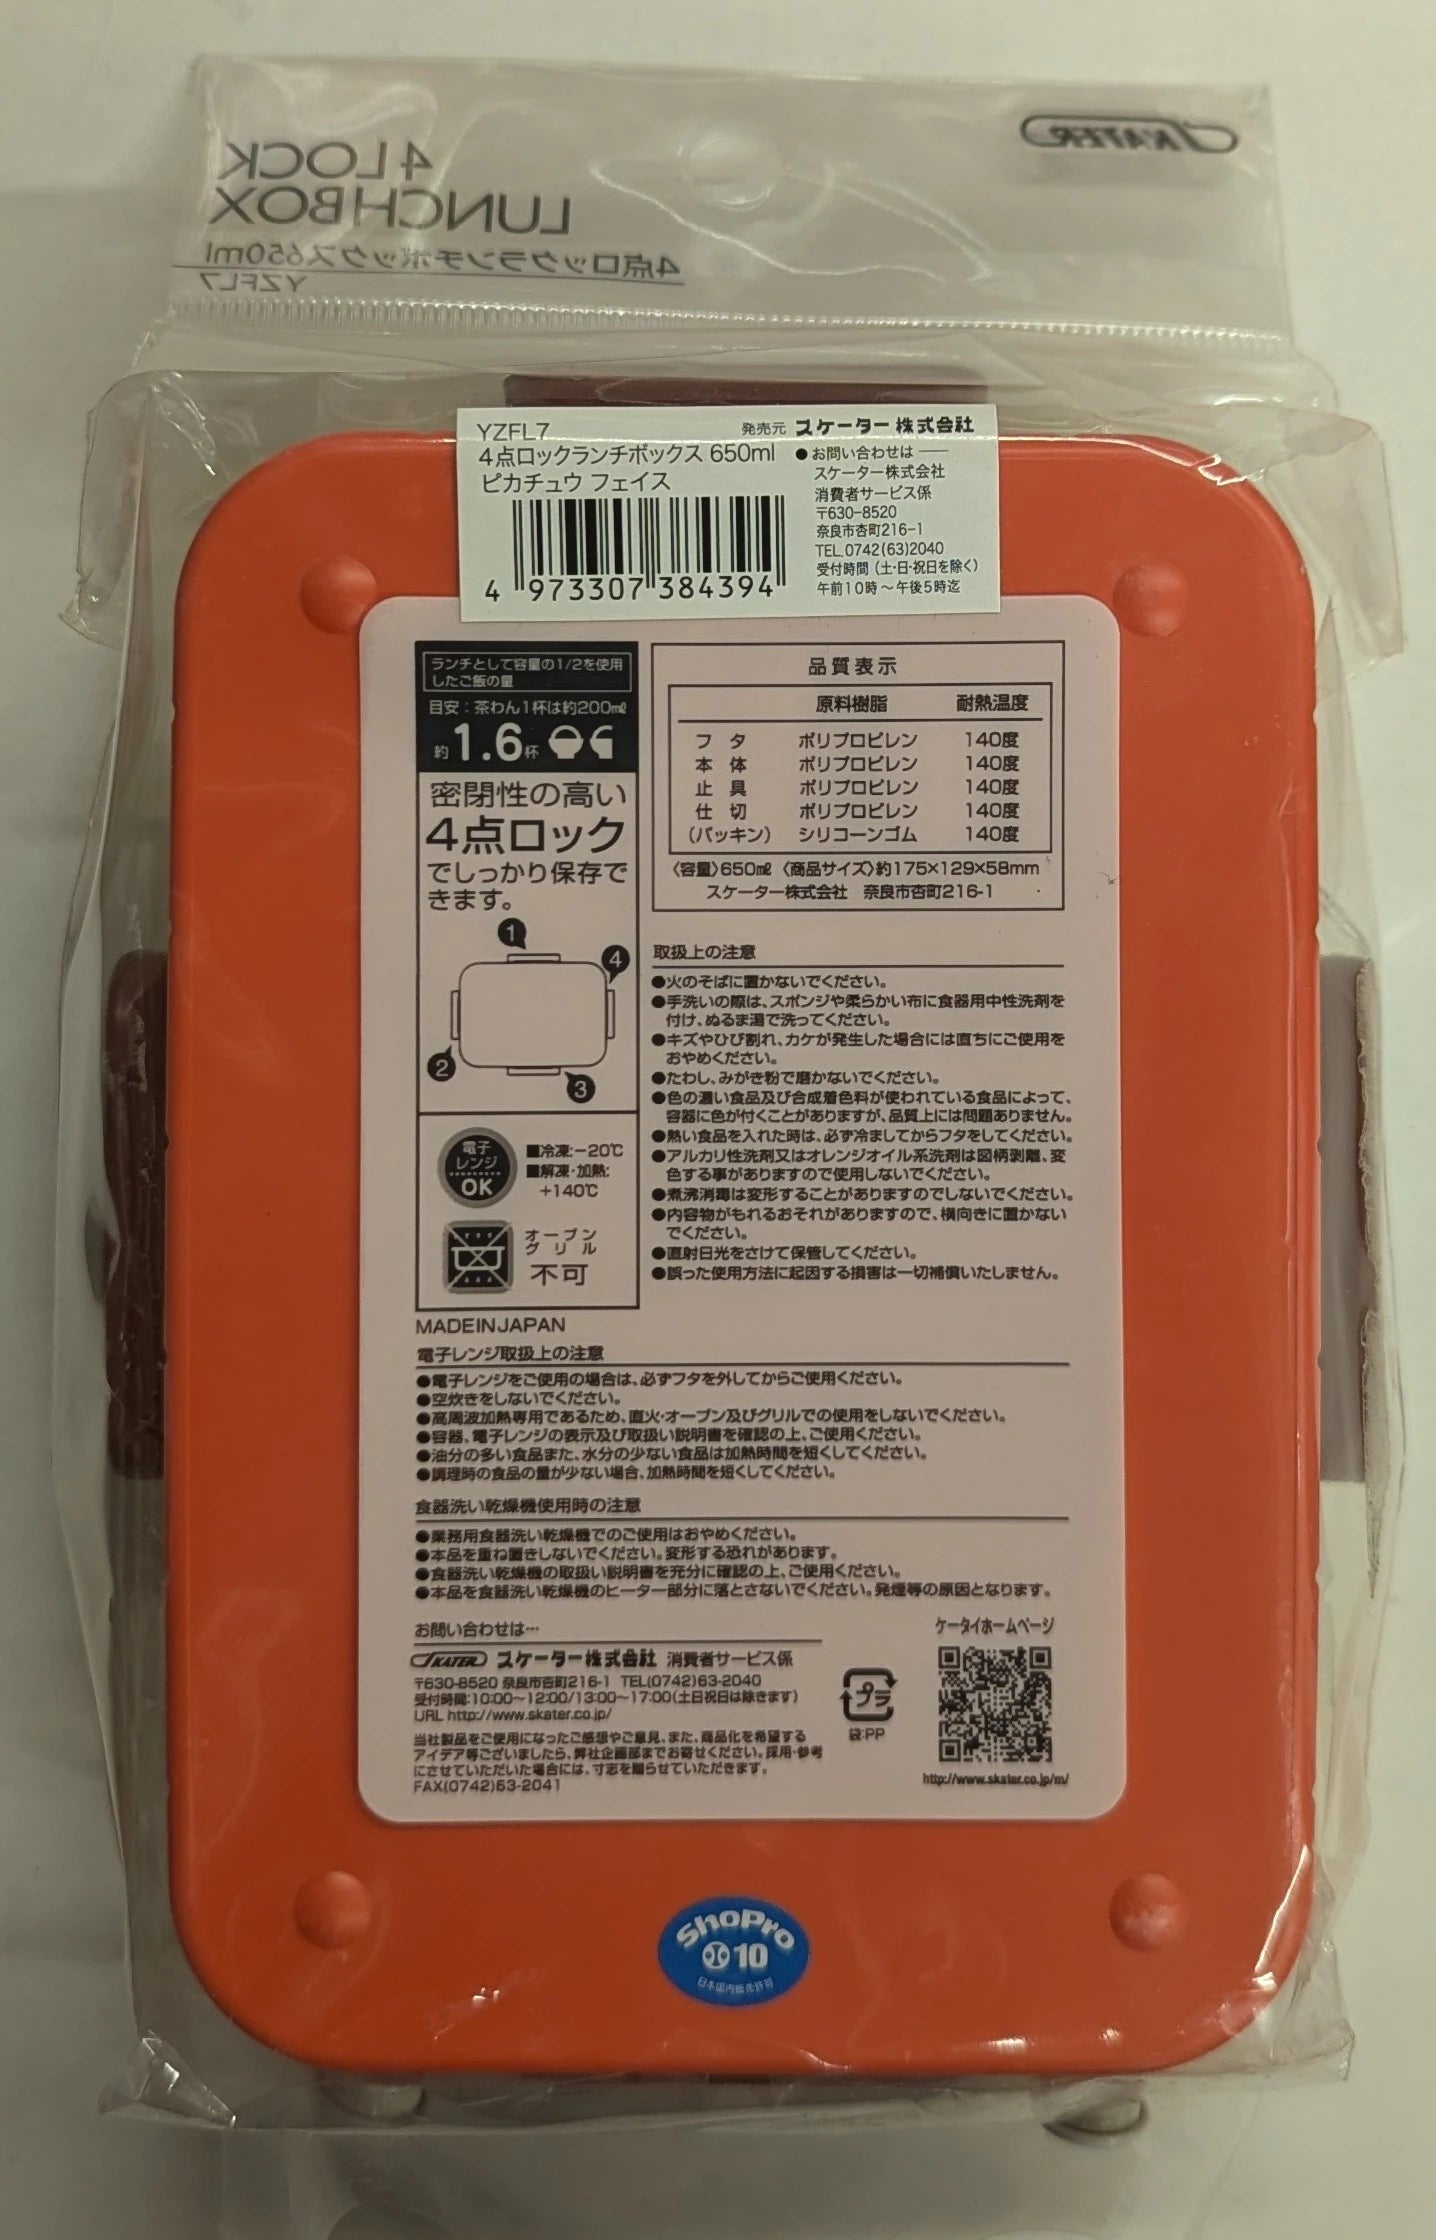 SKATER
4 LOCK
LUNCH BOX
4点ロックランチボックス650ml
YZFL7
YZFL7
4点ロックランチボックス 650ml
ピカチュウ フェイス
4 973307 384394
発売元 スケーター株式会社
●お問い合わせは
スケーター株式会社
消費者サービス係
〒630-8520
奈良市杏町216-1
TEL.0742(63)2040
受付時間(土・日・祝日を除く)
午前10時〜午後5時迄
ランチとして容量の1/2を使用
したご飯の量
目安:茶わん1杯は約200㎖
約1.6杯
密閉性の高い
4点ロック
でしっかり保存で
きます。
1
4
2
3
電子
レンジ
OK
■冷凍:-20℃
■解凍・加熱:
+140℃
オーブン
グリル
不可
MADE IN JAPAN
品質表示
原料樹脂 耐熱温度
フタ ポリプロピレン 140度
本体 ポリプロピレン 140度
止具 ポリプロピレン 140度
仕切 ポリプロピレン 140度
(パッキン) シリコーンゴム 140度
〈容量〉650㎖〈商品サイズ〉約175×129×58mm
スケーター株式会社 奈良市杏町216-1
取扱上の注意
●火のそばに置かないでください。
●手洗いの際は、スポンジや柔らかい布に食器用中性洗剤を
付け、ぬるま湯で洗ってください。
●キズやひび割れ、カケが発生した場合には直ちにご使用を
おやめください。
●たわし、みがき粉で磨かないでください。
●色の濃い食品及び合成着色料が使われている食品によって、
容器に色が付くことがありますが、品質上には問題ありません。
●熱い食品を入れた時は、必ず冷ましてからフタをしてください。
●アルカリ性洗剤又はオレンジオイル系洗剤は図柄剥離、変
色する事がありますので使用しないでください。
●煮沸消毒は変形することがありますのでしないでください。
●内容物がもれるおそれがありますので、横向きに置かない
でください。
●直射日光をさけて保管してください。
●誤った使用方法に起因する損害は一切補償いたしません。
電子レンジ取扱上の注意
●電子レンジをご使用の場合は、必ずフタを外してからご使用ください。
●空炊きをしないでください。
●高周波加熱専用であるため、直火・オーブン及びグリルでの使用をしないでください。
●容器、電子レンジの表示及び取扱い説明書を確認の上、ご使用ください。
●油分の多い食品また、水分の少ない食品は加熱時間を短くしてください。
●調理時の食品の量が少ない場合、加熱時間を短くしてください。
食器洗い乾燥機使用時の注意
●業務用食器洗い乾燥機でのご使用はおやめください。
●本品を重ね置きしないでください。変形する恐れがあります。
●食器洗い乾燥機の取扱い説明書を充分に確認の上、ご使用ください。
●本品を食器洗い乾燥機のヒーター部分に落とさないでください。発煙等の原因となります。
お問い合わせは…
SKATER スケーター株式会社 消費者サービス係
〒630-8520 奈良市杏町216-1 TEL(0742)63-2040
受付時間:10:00〜12:00/13:00〜17:00(土日祝日は除きます)
URL http://www.skater.co.jp/
当社製品をご使用になったご感想やご意見、また、商品化を希望する
アイデア等ございましたら、弊社企画部までお寄せください。採用・参考
にさせていただいた場合には、寸志を贈らせていただきます。
FAX(0742)63-2041
プラ
袋:PP
ケータイホームページ
http://www.skater.co.jp/m/
ShoPro
10
日本国内販売許可